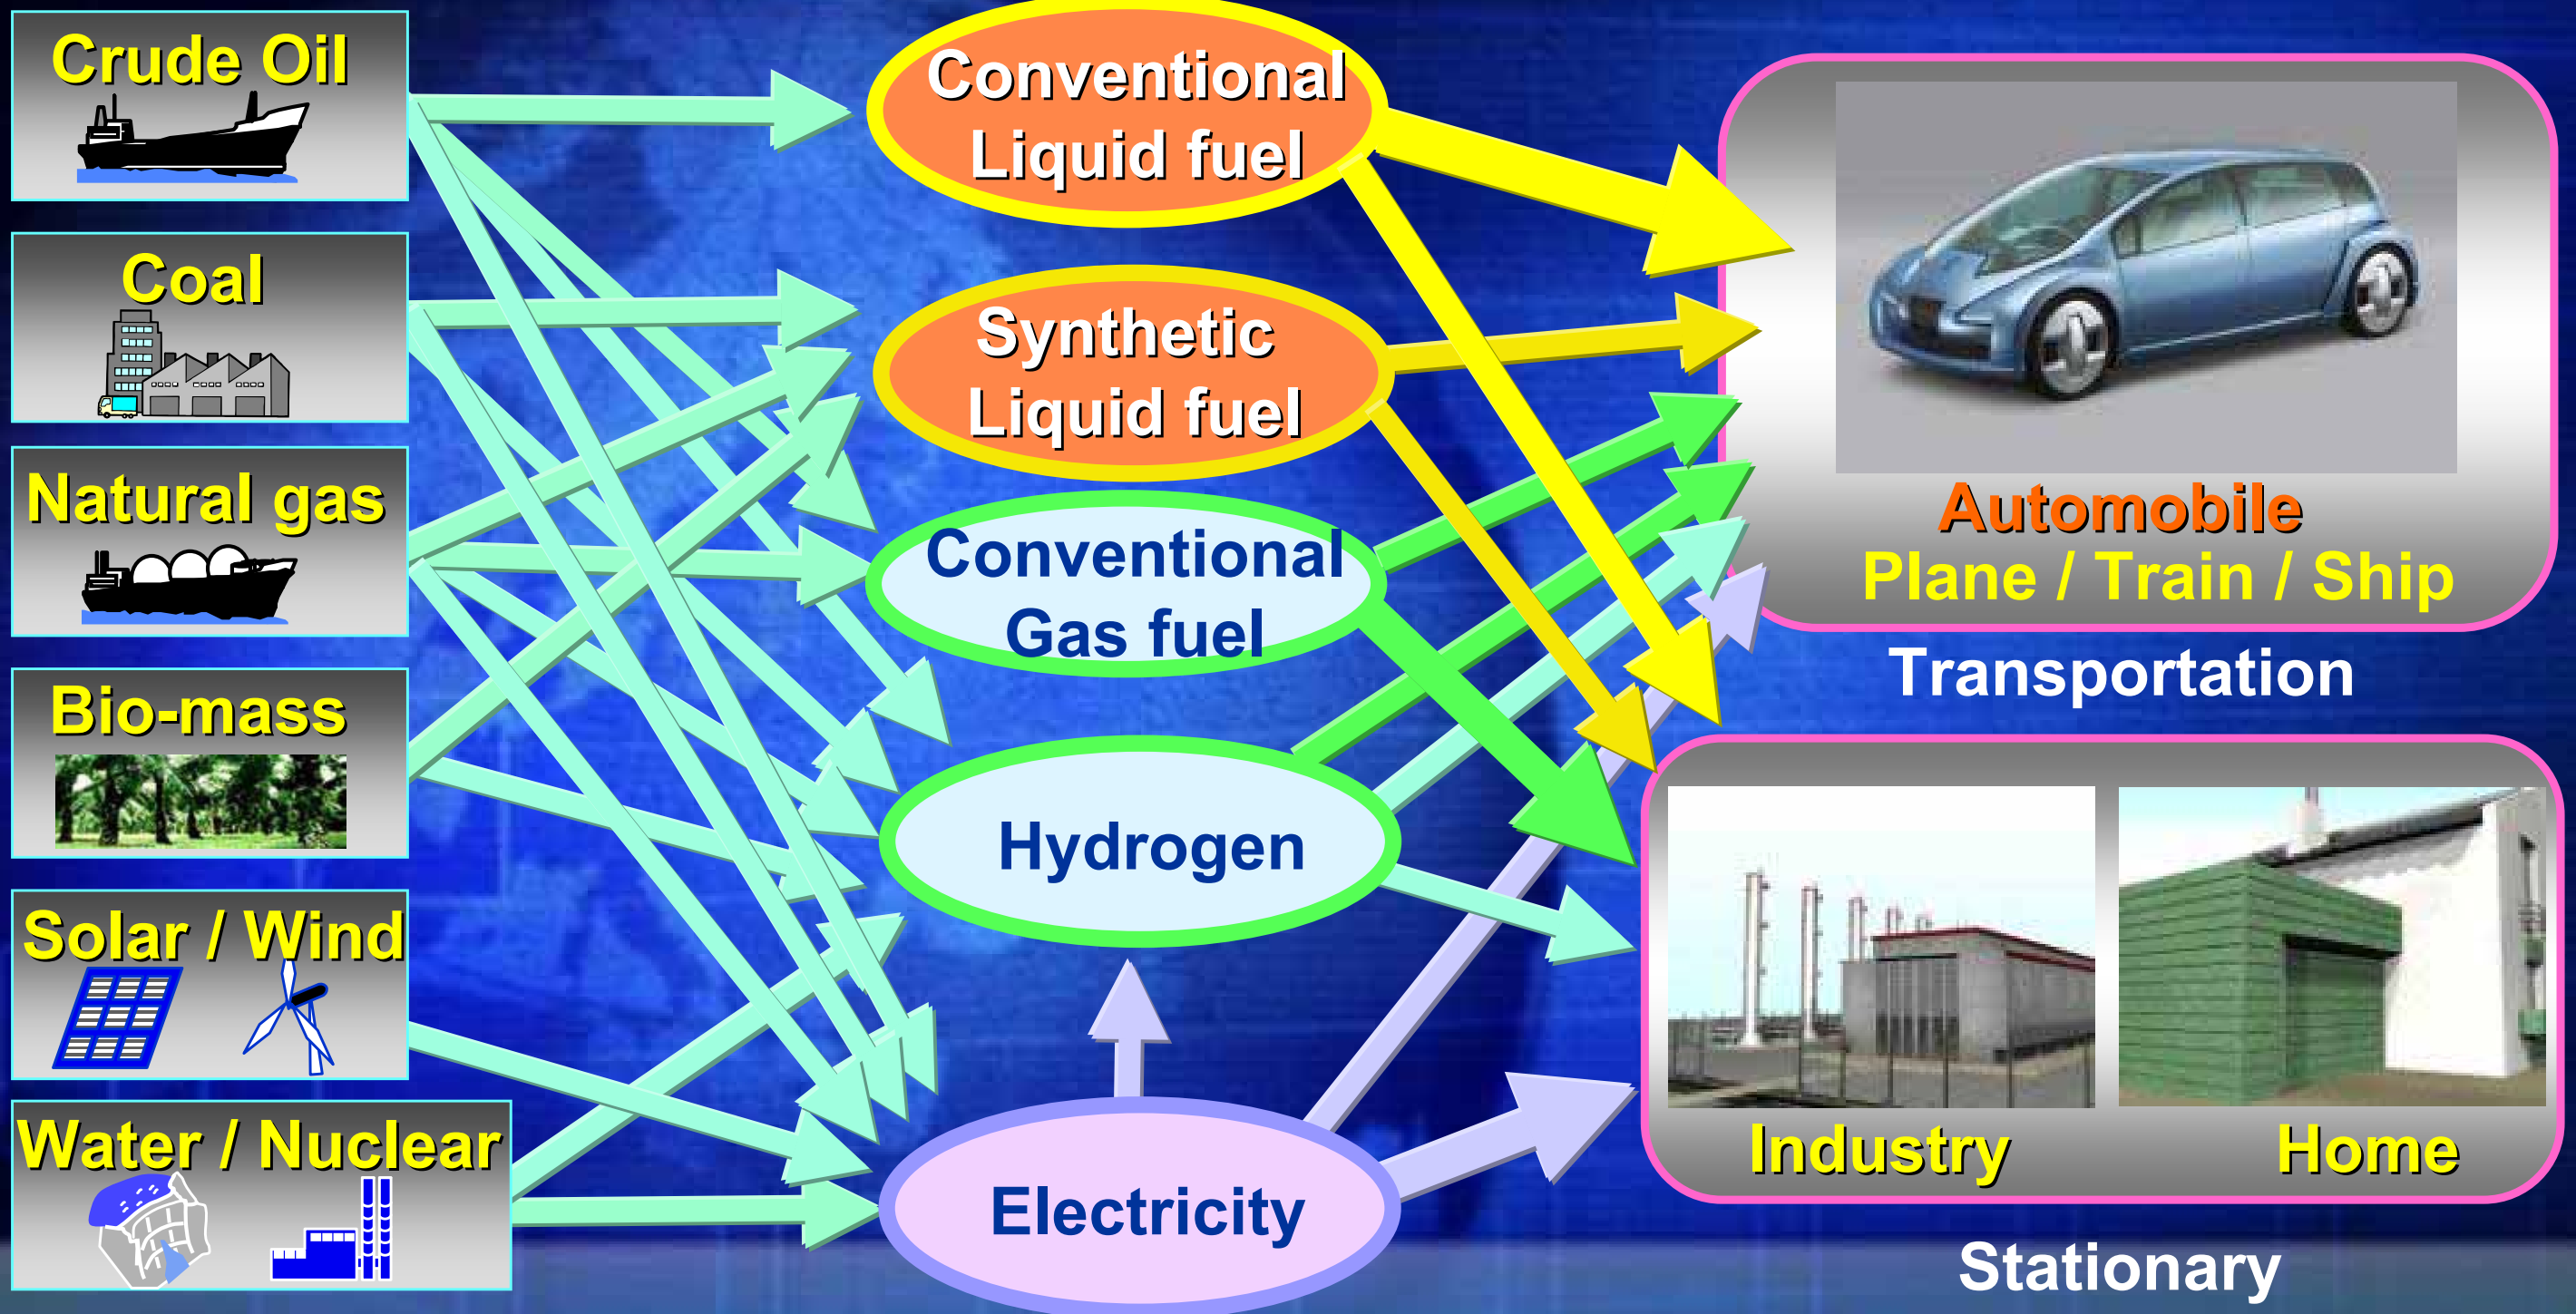 Crude Oil
Coal
Natural gas
Bio-mass
Solar / Wind
Water / Nuclear
Conventional
Liquid fuel
Synthetic
Liquid fuel
Conventional
Gas fuel
Hydrogen
Electricity
Automobile
Plane / Train / Ship
Transportation
Industry
Home
Stationary